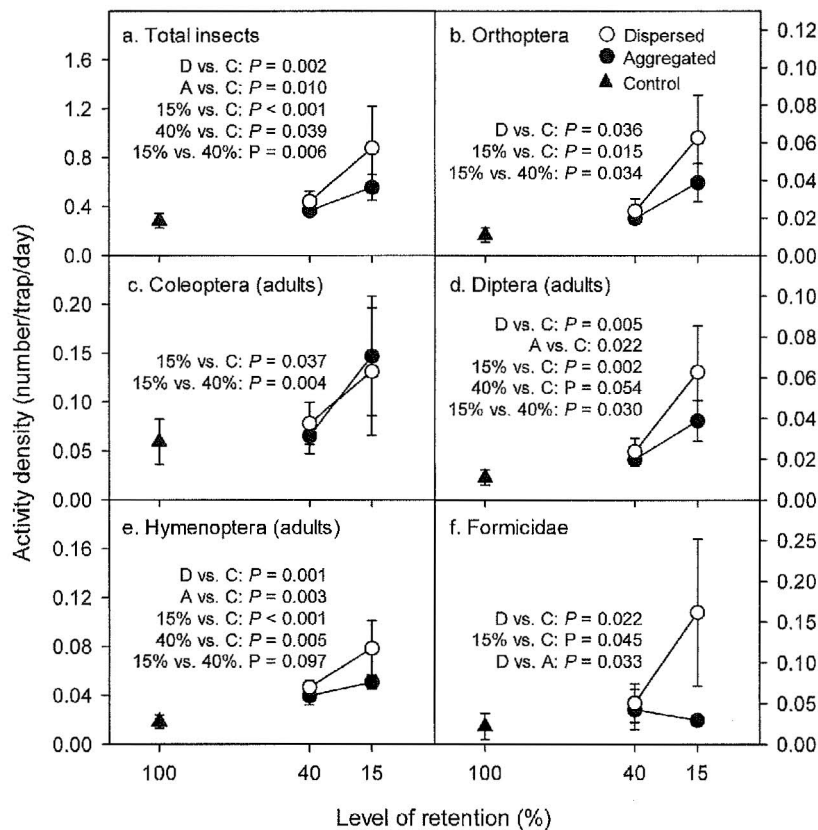 Activity density (number/trap/day)
a. Total insects
D vs. C: P = 0.002
A vs. C: P = 0.010
15% vs. C: P < 0.001
40% vs. C: P = 0.039
15% vs. 40%: P = 0.006
1.8
1.2
0.8
0.4
0.0
b. Orthoptera
Dispersed
Aggregated
Control
D vs. C: P = 0.036
15% vs. C: P = 0.015
15% vs. 40%: P = 0.034
0.12
0.10
0.08
0.06
0.04
0.02
0.00
c. Coleoptera (adults)
15% vs. C: P = 0.037
15% vs. 40%: P = 0.004
0.20
0.15
0.10
0.05
0.00
d. Diptera (adults)
D vs. C: P = 0.005
A vs. C: 0.022
15% vs. C: P = 0.002
40% vs. C: P = 0.054
15% vs. 40%: P = 0.030
0.10
0.08
0.06
0.04
0.02
0.00
e. Hymenoptera (adults)
D vs. C: P = 0.001
A vs. C: P = 0.003
15% vs. C: P < 0.001
40% vs. C: P = 0.005
15% vs. 40%: P = 0.097
0.16
0.12
0.08
0.04
0.00
f. Formicidae
D vs. C: P = 0.022
15% vs. C: P = 0.045
D vs. A: P = 0.033
0.25
0.20
0.15
0.10
0.05
0.00
100 40 15 100 40 15
Level of retention (%)